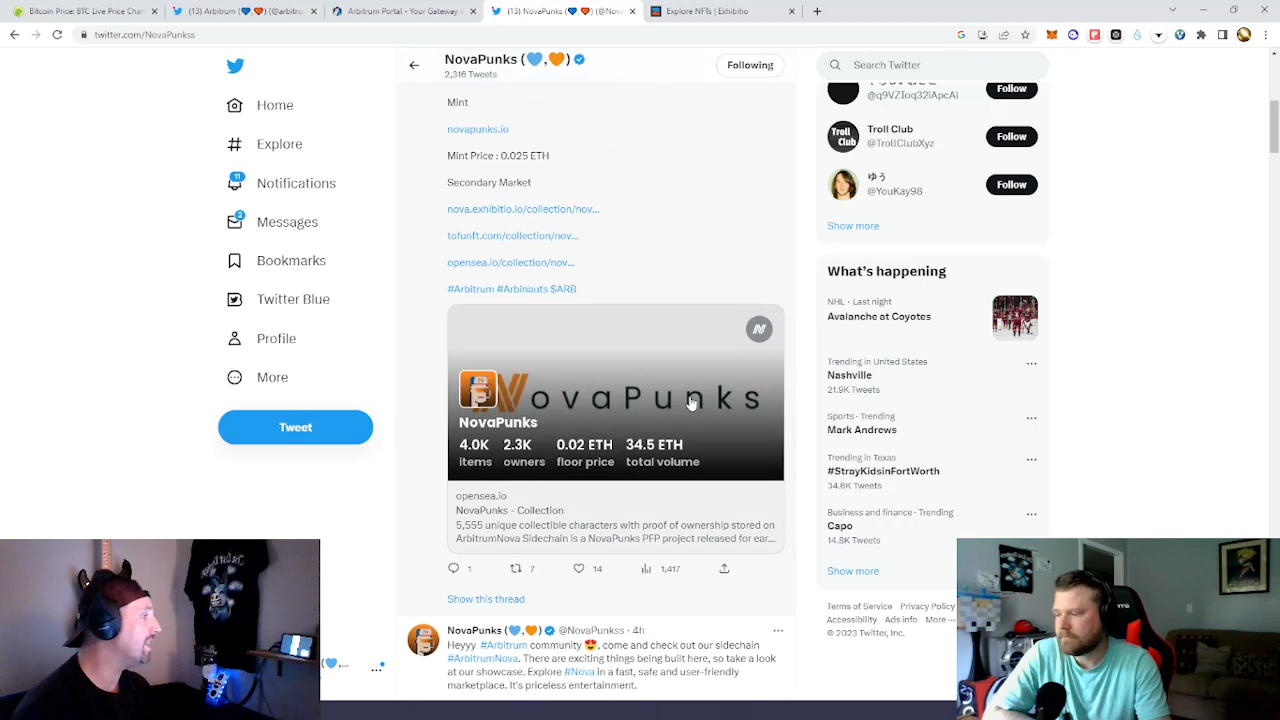 Bitcoin Price: BTC Live Price Cha
(13) Arbitrum (💙,🧡) (@arbitru
Arbitrum Portal - Your Gateway
(13) NovaPunks (💙,🧡) (@Nov
Explore NFTs | Exhibitio
twitter.com/NovaPunkss
NovaPunks (💙,🧡)
2,316 Tweets
Following
Search Twitter
Home
Explore
11
Notifications
2
Messages
Bookmarks
Twitter Blue
Profile
More
Tweet
Mint
novapunks.io
Mint Price : 0.025 ETH
Secondary Market
nova.exhibitio.io/collection/nov...
tofunft.com/collection/nov...
opensea.io/collection/nov...
#Arbitrum #Arbinauts $ARB
NovaPunks
NovaPunks
4.0K 2.3K 0.02 ETH 34.5 ETH
items owners floor price total volume
opensea.io
NovaPunks - Collection
5,555 unique collectible characters with proof of ownership stored on
ArbitrumNova Sidechain is a NovaPunks PFP project released for ear...
1 7 14 1,417
Show this thread
NovaPunks (💙,🧡) @NovaPunkss · 4h
Heyyy #Arbitrum community 😍, come and check out our sidechain
#ArbitrumNova. There are exciting things being built here, so take a look
at our showcase. Explore #Nova in a fast, safe and user-friendly
marketplace. It's priceless entertainment.
@q9VZIoq32iApcAl
Follow
Troll Club
Troll Club
@TrollClubXyz
Follow
ゆう
@YouKay98
Follow
Show more
What's happening
NHL · Last night
Avalanche at Coyotes
Trending in United States
Nashville
21.9K Tweets
Sports · Trending
Mark Andrews
Trending in Texas
#StrayKidsinFortWorth
34.6K Tweets
Business and finance · Trending
Capo
14.8K Tweets
Show more
Terms of Service Privacy Policy
Accessibility Ads info More ...
© 2023 Twitter, Inc.